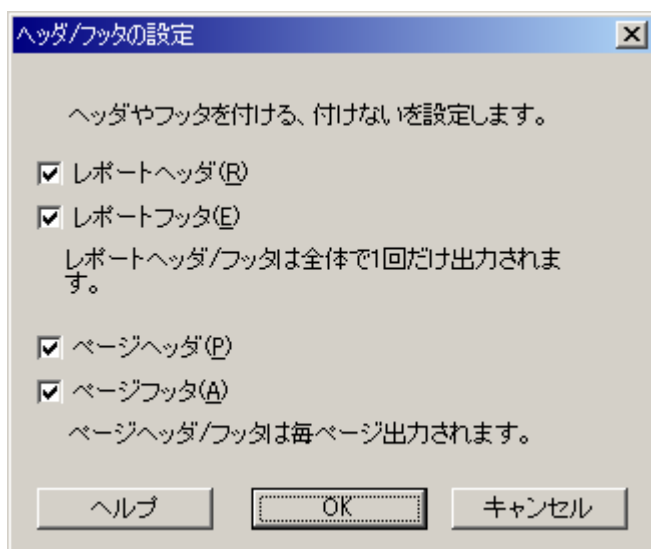 ヘッダ/フッタの設定
ヘッダやフッタを付ける、付けないを設定します。
レポートヘッダ(R)
レポートフッタ(E)
レポートヘッダ/フッタは全体で1回だけ出力されま
す。
ページヘッダ(P)
ページフッタ(A)
ページヘッダ/フッタは毎ページ出力されます。
ヘルプ OK キャンセル